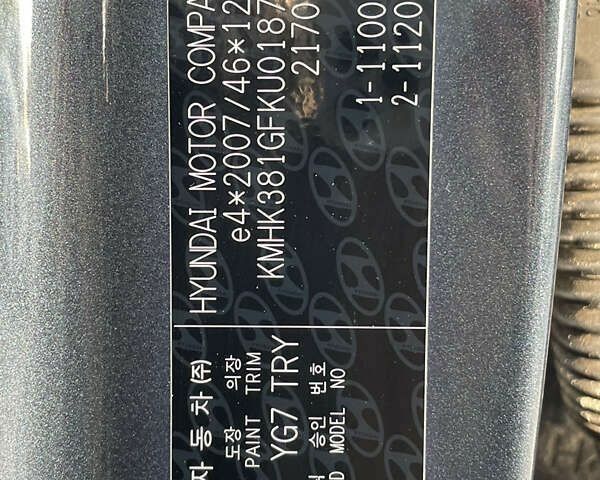 자동차(주) HYUNDAI MOTOR COMPA
도장 의장 e4*2007/46*12
PAINT TRIM KMHK381GFKU0187
YG7 TRY 2170
승인 번호 1-1100
MODEL NO 2-1120